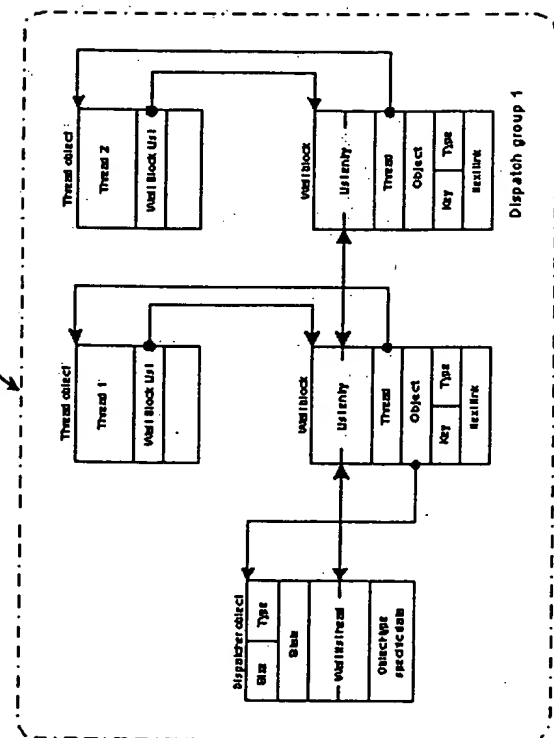 Dispatcher object
Size
Type
State
Wait list head
Object-type
specific data
Thread object
Thread 1
Wait Block List
Wait block
List entry
Thread
Object
Key
Type
Next link
Thread object
Thread 2
Wait Block List
Wait block
List entry
Thread
Object
Key
Type
Next link
Dispatch group 1